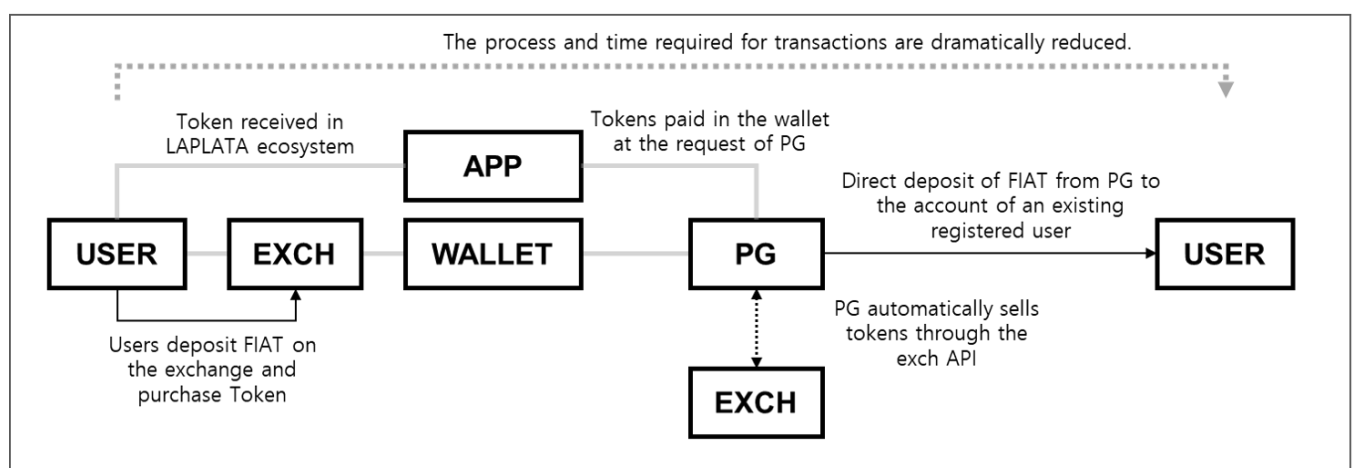 The process and time required for transactions are dramatically reduced.
Token received in
LAPLATA ecosystem
Tokens paid in the wallet
at the request of PG
APP
Direct deposit of FIAT from PG to
the account of an existing
registered user
USER
EXCH
WALLET
PG
USER
Users deposit FIAT on
the exchange and
purchase Token
PG automatically sells
tokens through the
exch API
EXCH